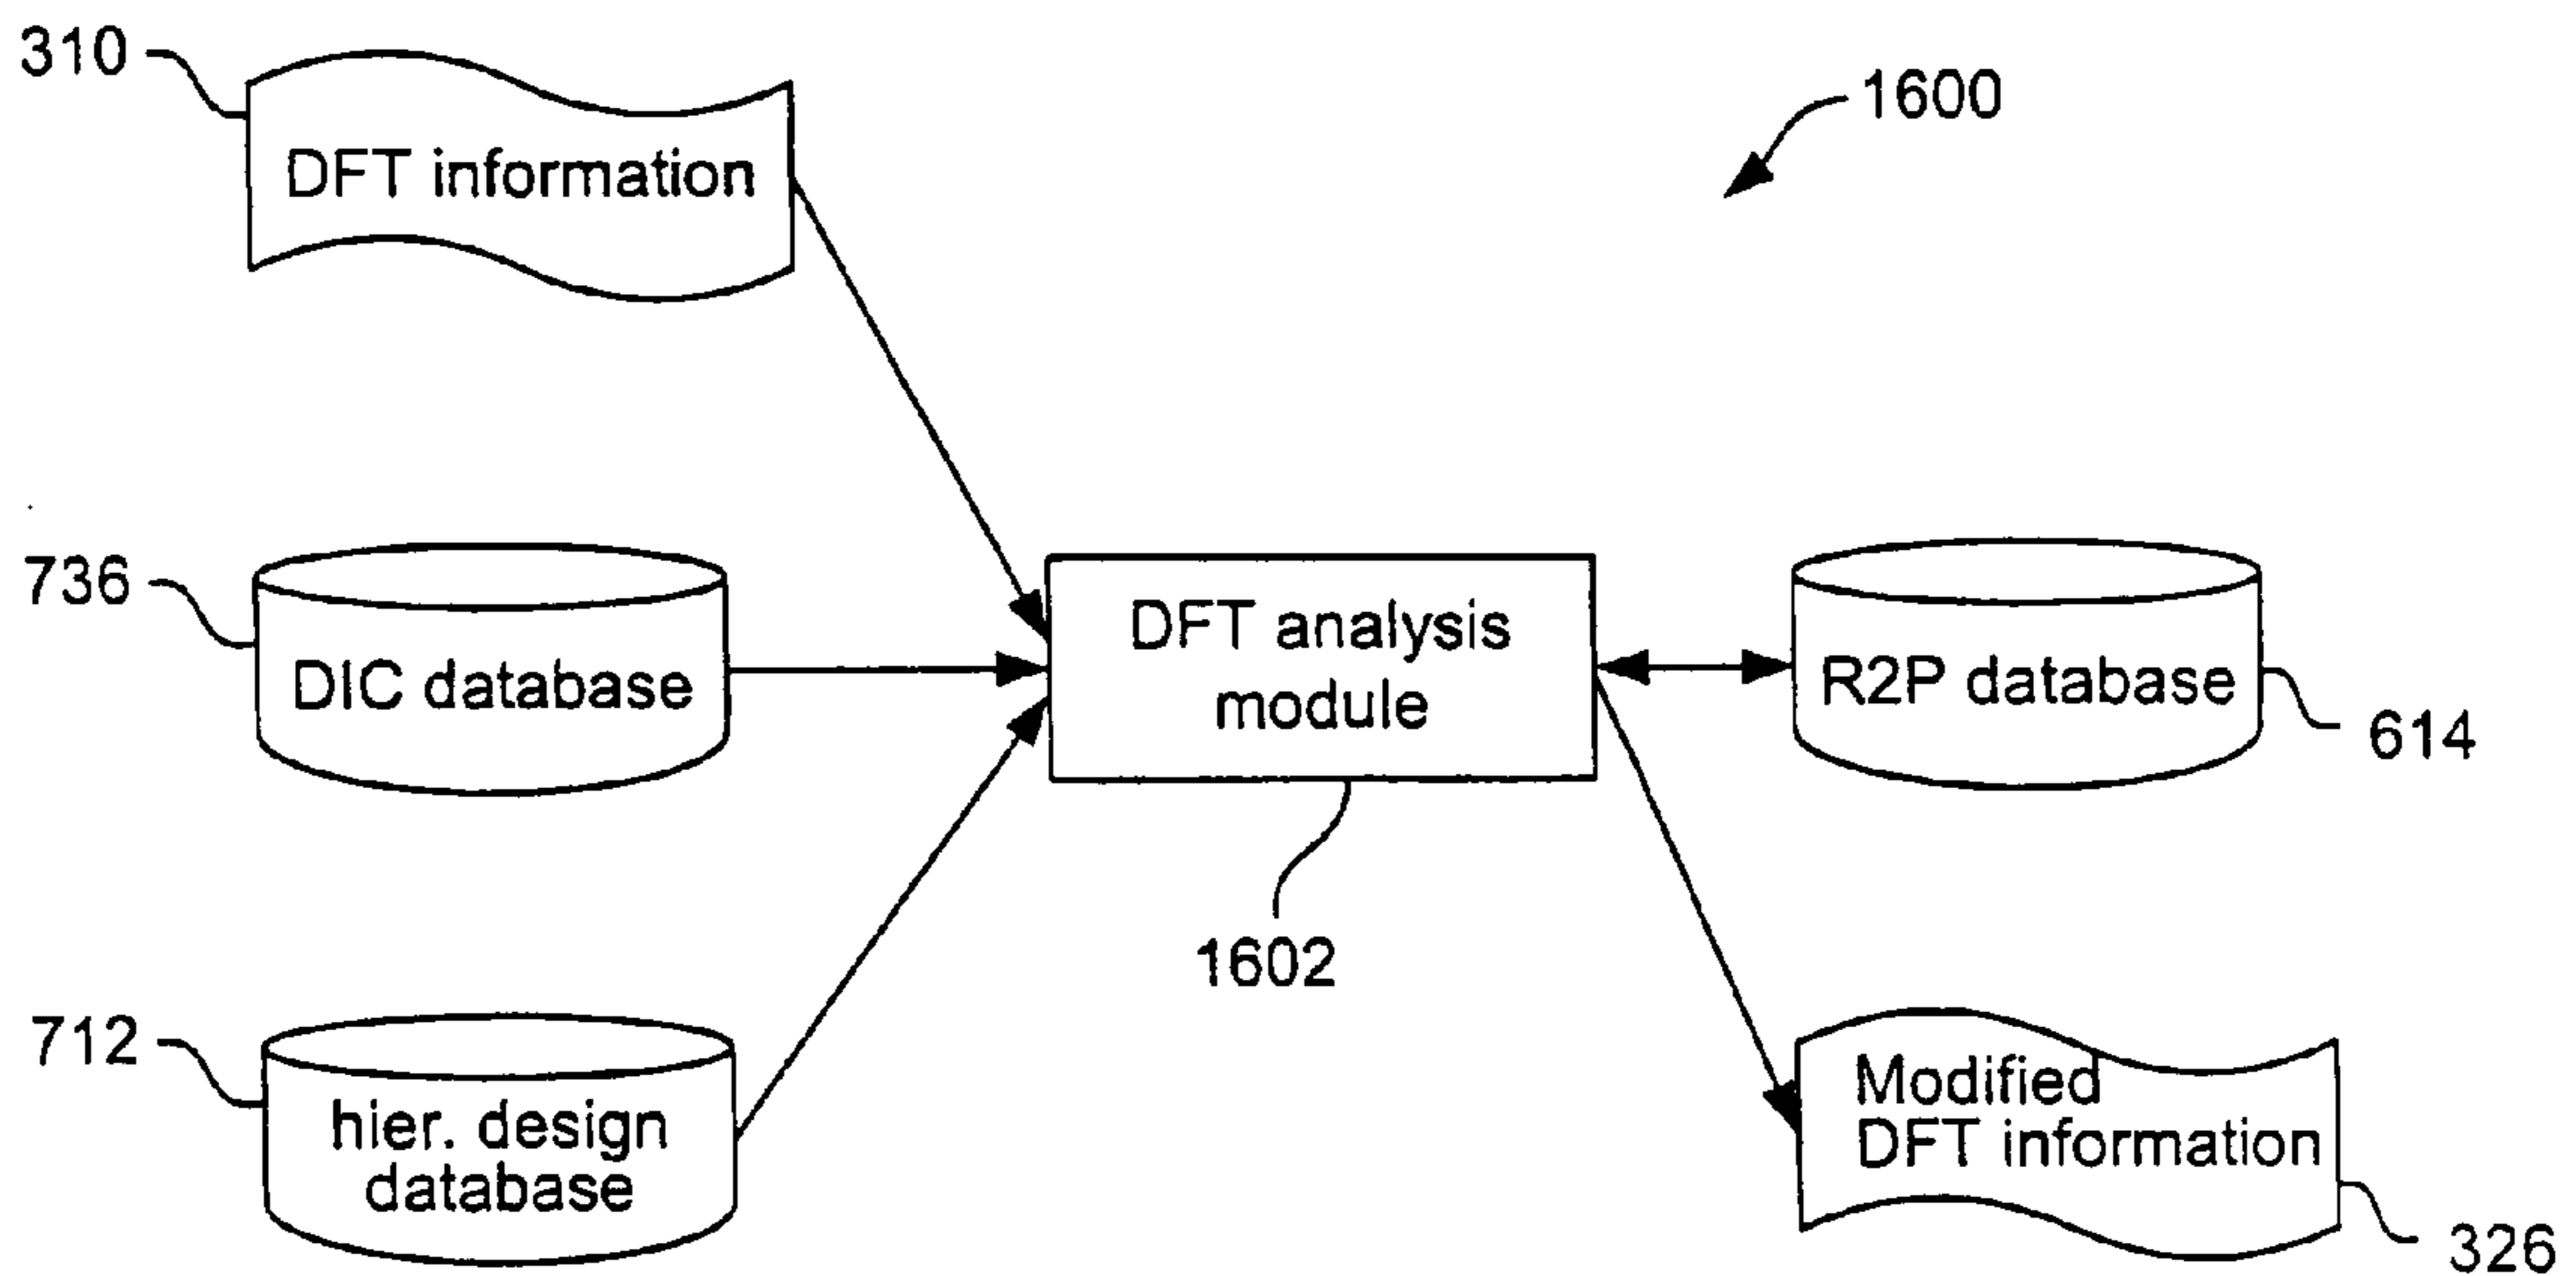 310
DFT information
1600
736
DIC database
DFT analysis
module
R2P database
614
1602
712
hier. design
database
Modified
DFT information
326